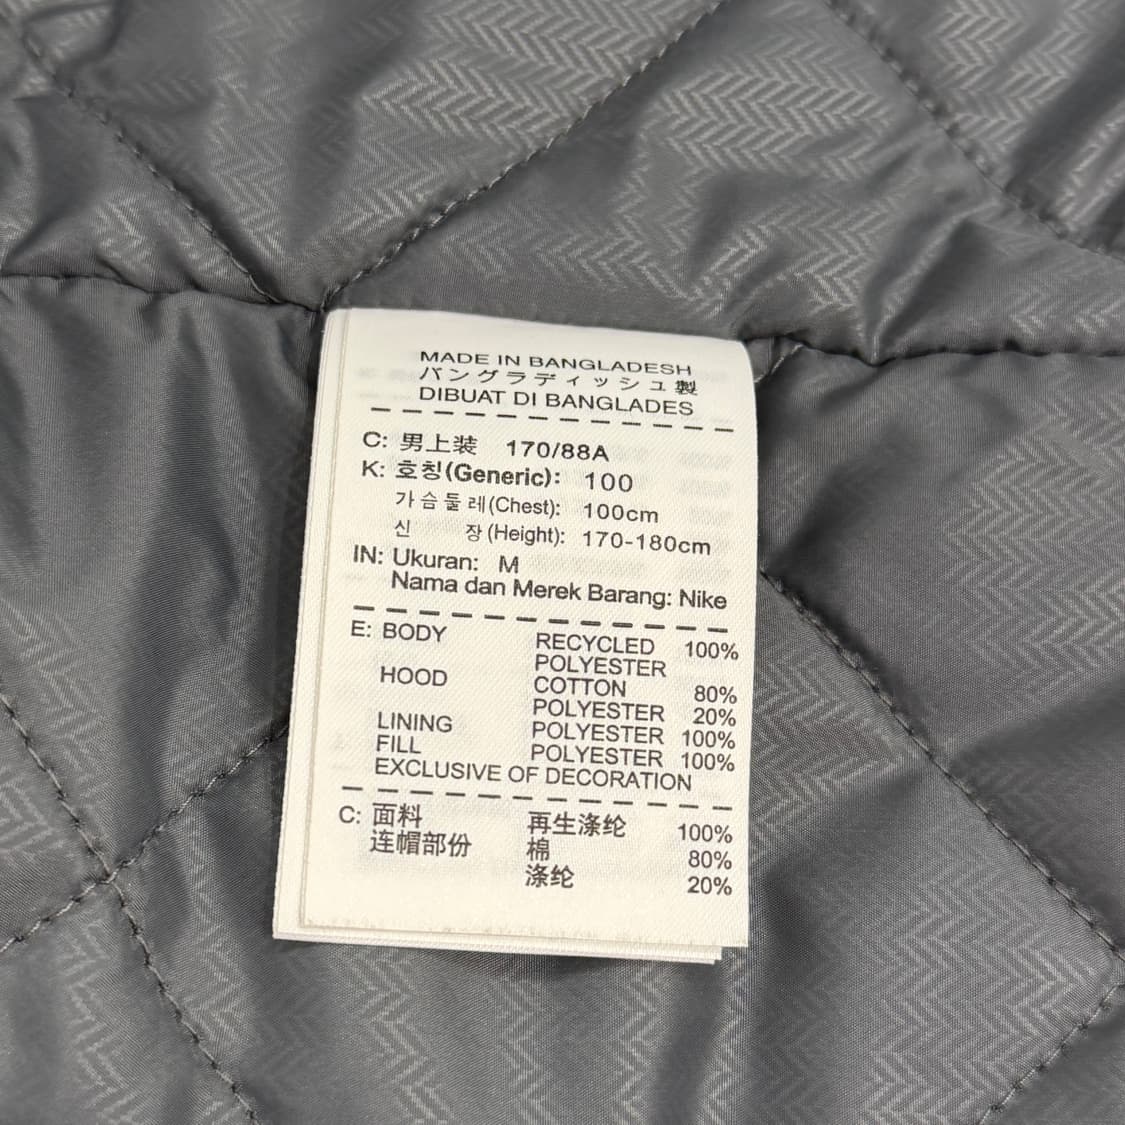 MADE IN BANGLADESH
バングラディッシュ製
DIBUAT DI BANGLADES
C: 男上装 170/88A
K: 호칭(Generic): 100
가슴둘레(Chest): 100cm
신 장(Height): 170-180cm
IN: Ukuran: M
Nama dan Merek Barang: Nike
E: BODY RECYCLED 100%
POLYESTER
HOOD COTTON 80%
POLYESTER 20%
LINING POLYESTER 100%
FILL POLYESTER 100%
EXCLUSIVE OF DECORATION
C: 面料 再生涤纶 100%
连帽部份 棉 80%
涤纶 20%